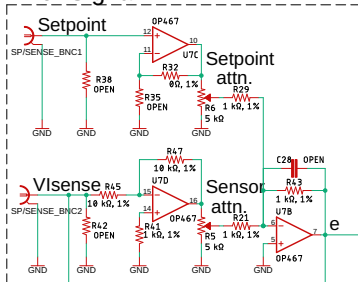 Setpoint
SP/SENSE_BNC1
R38
OPEN
GND
GND
OP467
12
11
10
U7C
R32
0Ω, 1%
R35
OPEN
GND
Setpoint
attn.
R6
5 kΩ
GND
R29
1 kΩ, 1%
VIsense
SP/SENSE_BNC2
R45
10 kΩ, 1%
R42
OPEN
GND
GND
R47
10 kΩ, 1%
U7D
15
14
16
OP467
R41
1 kΩ, 1%
GND
Sensor
attn.
R5
5 kΩ
GND
R21
1 kΩ, 1%
C28
OPEN
R43
1 kΩ, 1%
U7B
6
5
7
OP467
GND
e